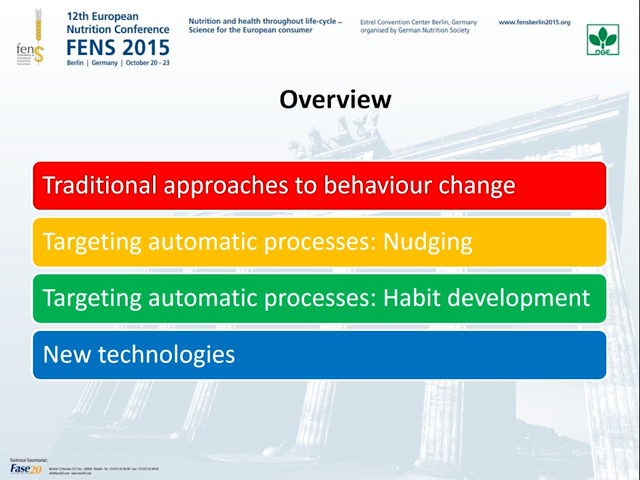 12th European
Nutrition Conference
FENS 2015
Berlin | Germany | October 20 - 23
fens
Nutrition and health throughout life-cycle –
Science for the European consumer
Estrel Convention Center Berlin, Germany
organised by German Nutrition Society
www.fensberlin2015.org
DGE
Overview
Traditional approaches to behaviour change
Targeting automatic processes: Nudging
Targeting automatic processes: Habit development
New technologies
Technical Secretariat:
Fase20